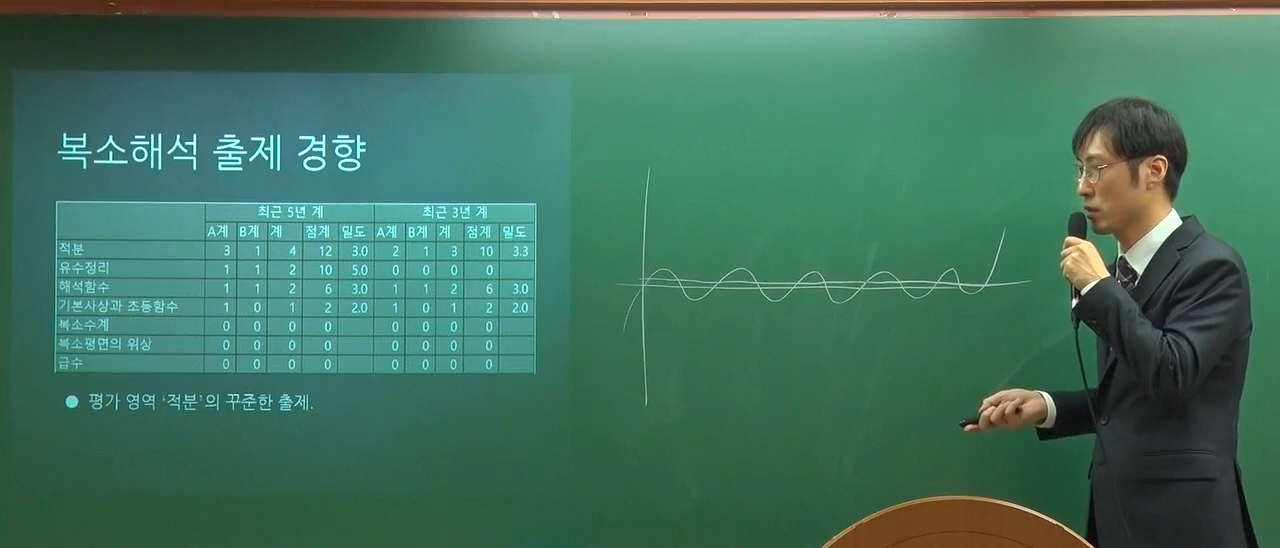 복소해석 출제 경향
최근 5년 계 최근 3년 계
A계 B계 계 점계 밀도 A계 B계 계 점계 밀도
적분 3 1 4 12 3.0 2 1 3 10 3.3
유수정리 1 1 2 10 5.0 0 0 0 0
해석함수 1 1 2 6 3.0 1 1 2 6 3.0
기본사상과 초등함수 1 0 1 2 2.0 1 0 1 2 2.0
복소수계 0 0 0 0 0 0 0 0
복소평면의 위상 0 0 0 0 0 0 0 0
급수 0 0 0 0 0 0 0 0
● 평가 영역 ‘적분’의 꾸준한 출제.